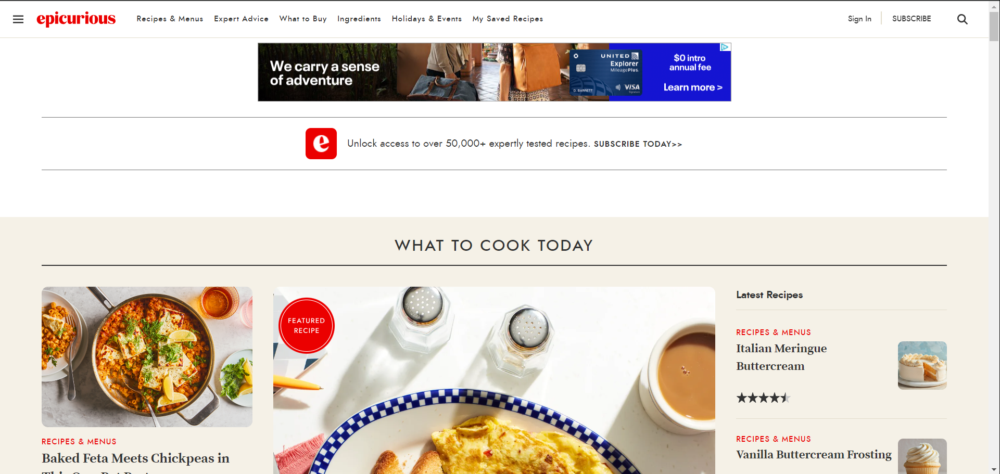 epicurious
Recipes & Menus
Expert Advice
What to Buy
Ingredients
Holidays & Events
My Saved Recipes
Sign In
SUBSCRIBE
We carry a sense
of adventure
UNITED
Explorer
MileagePlus.
D. BARRETT
VISA
Signature
$0 intro
annual fee
Learn more >
e
Unlock access to over 50,000+ expertly tested recipes. SUBSCRIBE TODAY>>
WHAT TO COOK TODAY
FEATURED
RECIPE
RECIPES & MENUS
Baked Feta Meets Chickpeas in
Latest Recipes
RECIPES & MENUS
Italian Meringue
Buttercream
RECIPES & MENUS
Vanilla Buttercream Frosting